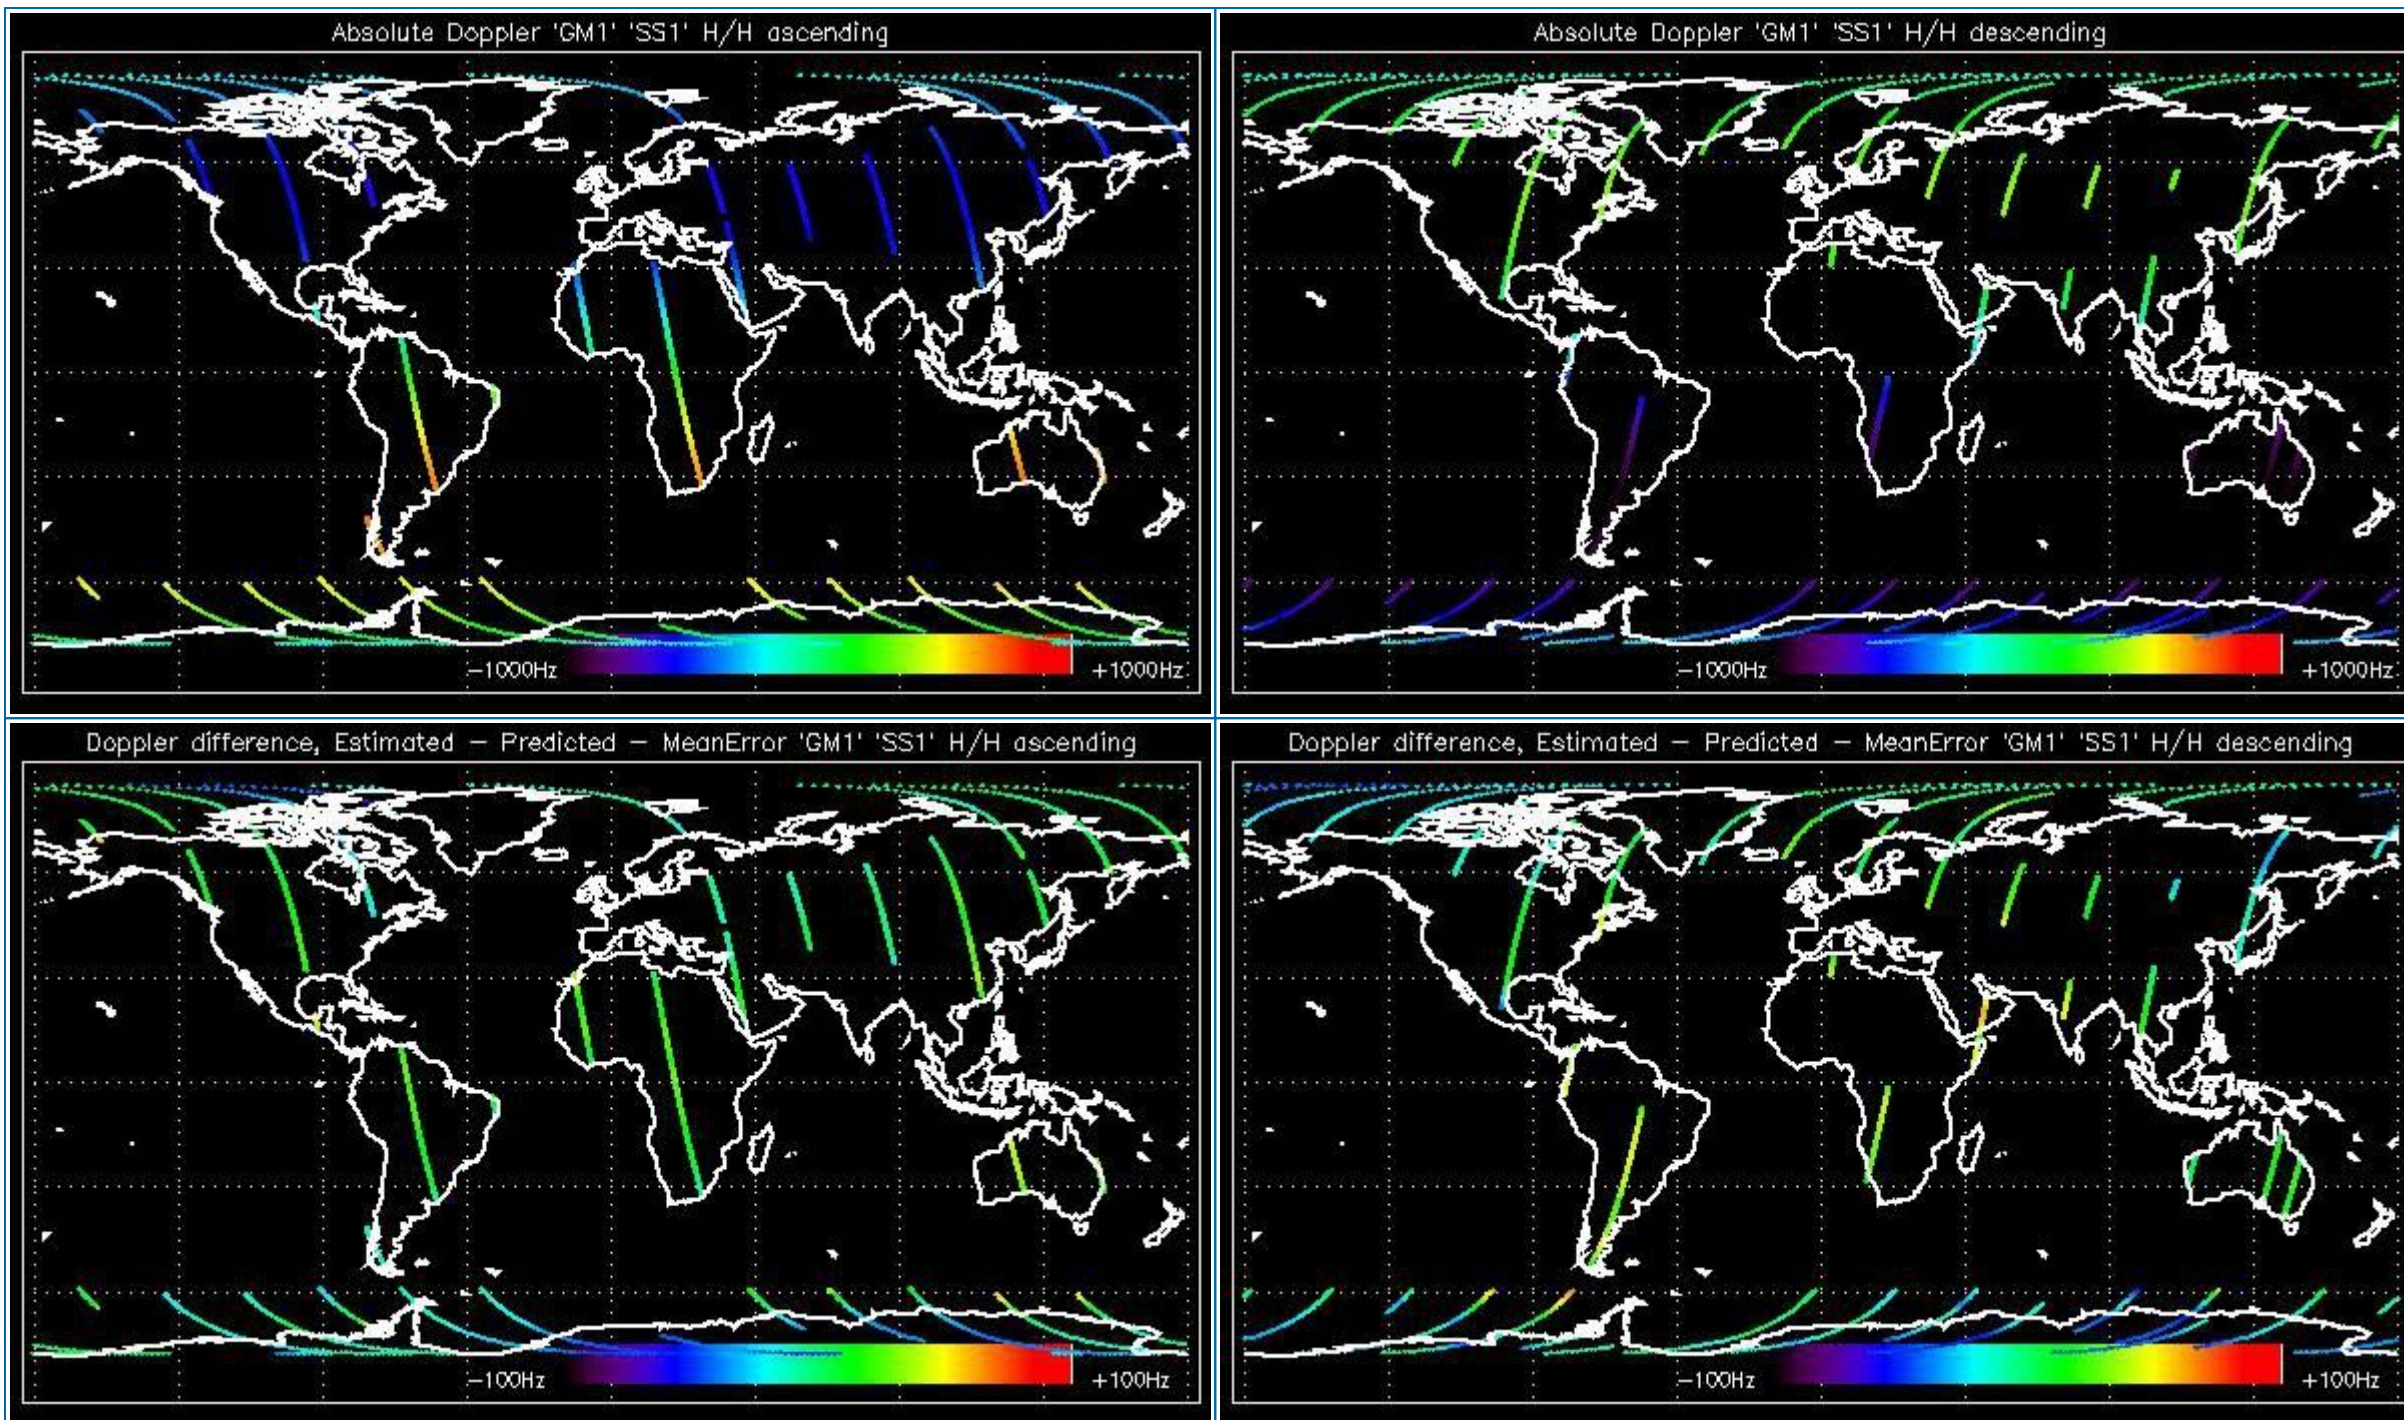 Absolute Doppler 'GM1' 'SS1' H/H ascending
-1000Hz
+1000Hz
Absolute Doppler 'GM1' 'SS1' H/H descending
-1000Hz
+1000Hz
Doppler difference, Estimated - Predicted - MeanError 'GM1' 'SS1' H/H ascending
-100Hz
+100Hz
Doppler difference, Estimated - Predicted - MeanError 'GM1' 'SS1' H/H descending
-100Hz
+100Hz